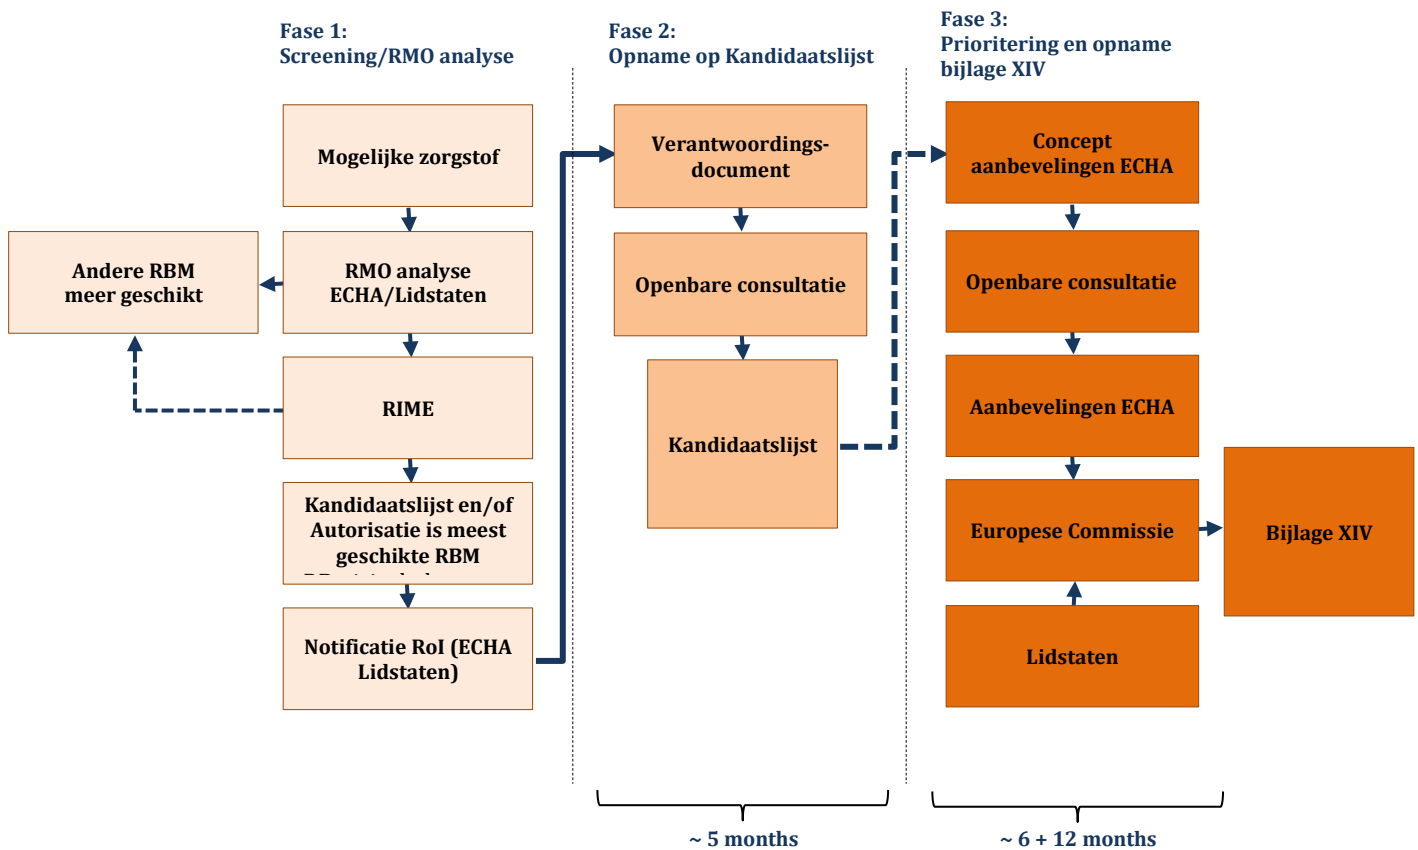 Fase 1:
Screening/RMO analyse
Mogelijke zorgstof
Andere RBM
meer geschikt
RMO analyse
ECHA/Lidstaten
RIME
Kandidaatslijst en/of
Autorisatie is meest
geschikte RBM
Notificatie RoI (ECHA
Lidstaten)
Fase 2:
Opname op Kandidaatslijst
Verantwoordings-
document
Openbare consultatie
Kandidaatslijst
~ 5 months
Fase 3:
Prioritering en opname
bijlage XIV
Concept
aanbevelingen ECHA
Openbare consultatie
Aanbevelingen ECHA
Europese Commissie
Bijlage XIV
Lidstaten
~ 6 + 12 months